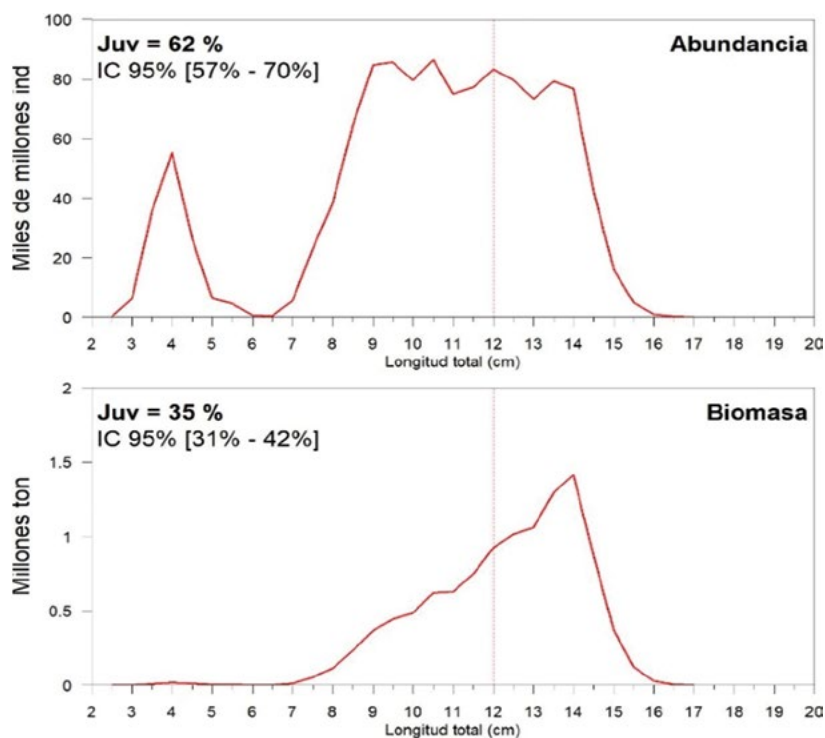 Juv = 62 %
IC 95% [57% - 70%]
Abundancia
Miles de millones ind
100
80
60
40
20
0
2 3 4 5 6 7 8 9 10 11 12 13 14 15 16 17 18 19 20
Longitud total (cm)
Juv = 35 %
IC 95% [31% - 42%]
Biomasa
Millones ton
2
1.5
1
0.5
0
2 3 4 5 6 7 8 9 10 11 12 13 14 15 16 17 18 19 20
Longitud total (cm)